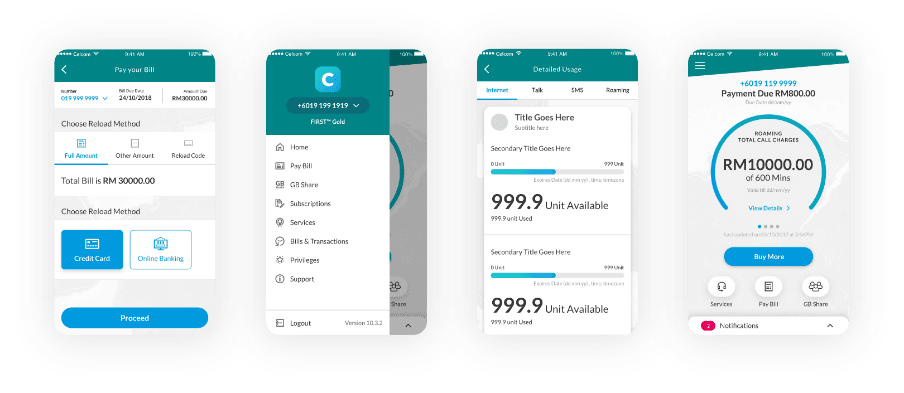 Celcom 9:41 AM 100%
Pay your Bill
Number Bill Due Date Amount Due
019 999 9999 24/10/2018 RM30000.00
Choose Reload Method
Full Amount Other Amount Reload Code
Total Bill is RM 30000.00
Choose Reload Method
Credit Card Online Banking
Proceed
Celcom 9:41 AM 100%
C
+6019 199 1919
FIRST™ Gold
Home
Pay Bill
GB Share
Subscriptions
Services
Bills & Transactions
Privileges
Support
Share
Logout Version 10.3.2
Celcom 9:41 AM 100%
Detailed Usage
Internet Talk SMS Roaming
Title Goes Here
Subtitle here
Secondary Title Goes Here
0 Unit 999 Unit
Expires Date (dd mm yy), time, timezone
999.9 Unit Available
999.9 unit Used
Secondary Title Goes Here
0 Unit 999 Unit
Expires Date (dd mm yy), time, timezone
999.9 Unit Available
999.9 unit Used
Celcom 9:41 AM 100%
+6019 119 9999
Payment Due RM800.00
Due Date dd/mm/yy
ROAMING
TOTAL CALL CHARGES
RM10000.00
of 600 Mins
Valid till dd/mm/yy
View Details
Buy More
Services Pay Bill GB Share
2 Notifications